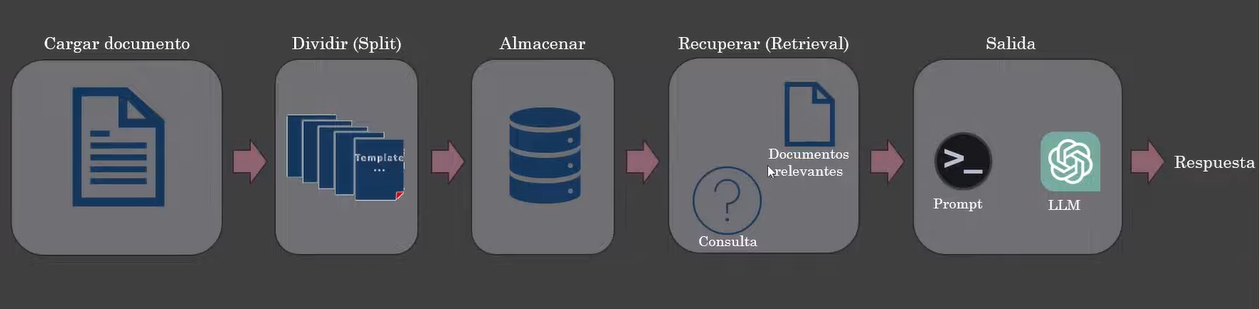 Cargar documento
Dividir (Split)
Almacenar
Recuperar (Retrieval)
Salida
Template
...
Documentos
relevantes
Consulta
>_
Prompt
LLM
Respuesta